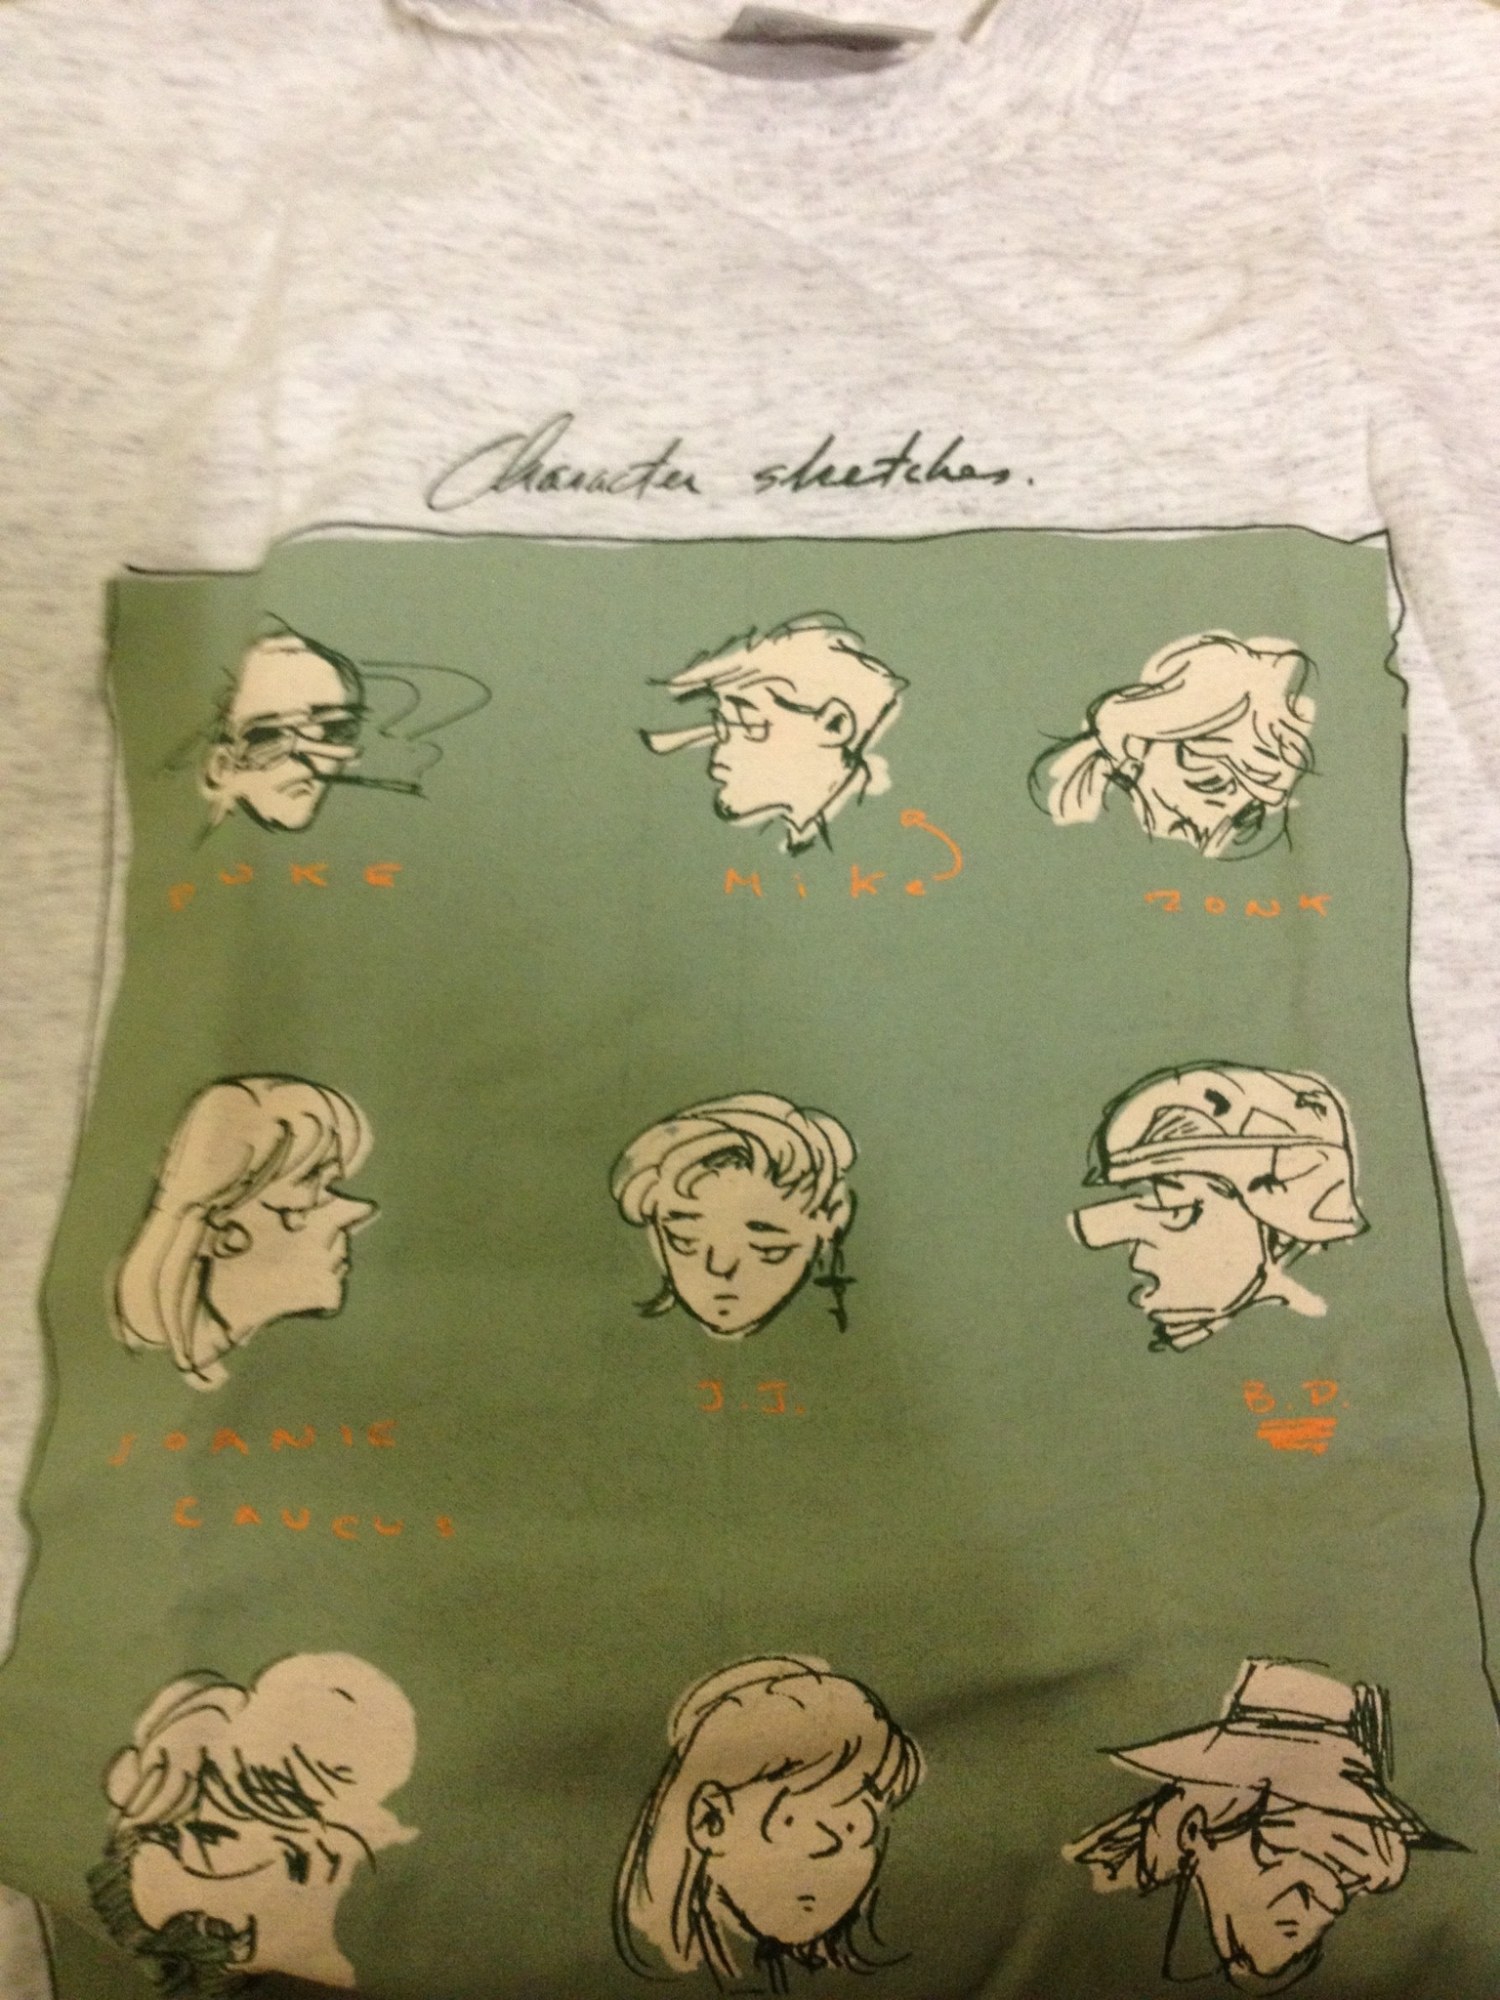 Character sketches.
DUKE
MiKe
ZONK
JOANIE
CAUCUS
J.J.
B.D.